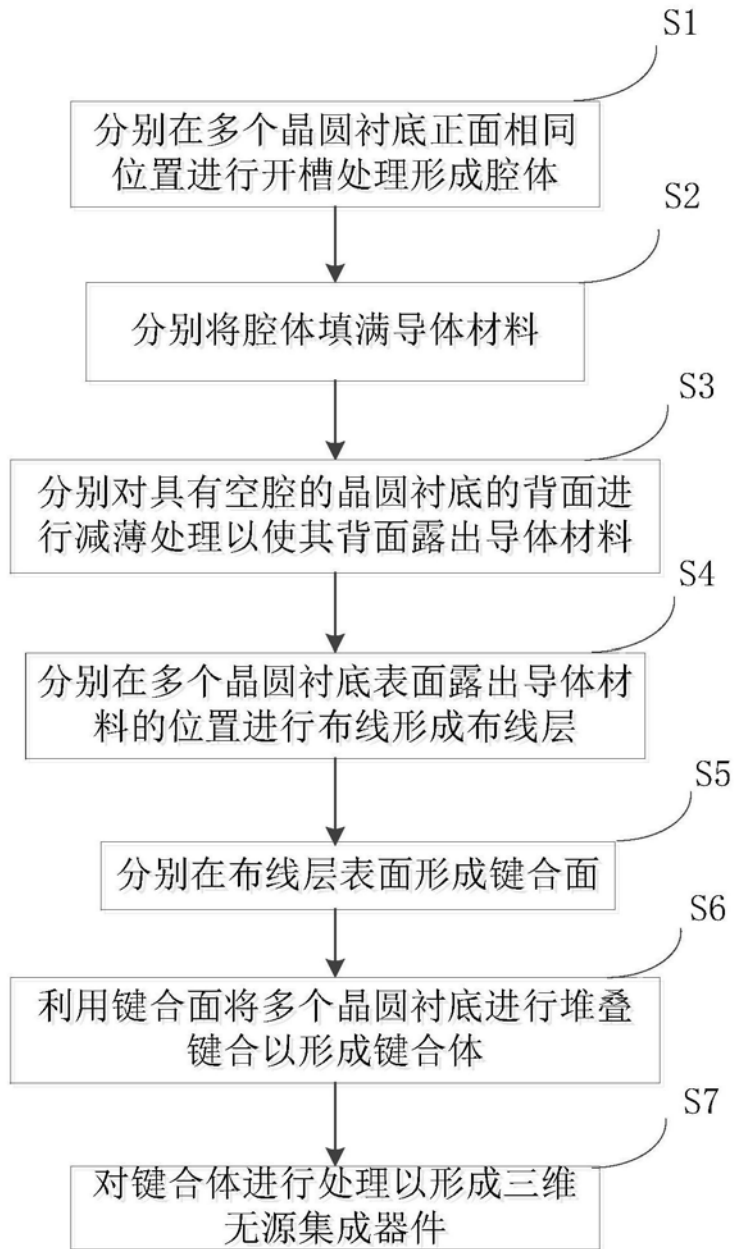 S1
分别在多个晶圆衬底正面相同
位置进行开槽处理形成腔体
S2
分别将腔体填满导体材料
S3
分别对具有空腔的晶圆衬底的背面进
行减薄处理以使其背面露出导体材料
S4
分别在多个晶圆衬底表面露出导体材
料的位置进行布线形成布线层
S5
分别在布线层表面形成键合面
S6
利用键合面将多个晶圆衬底进行堆叠
键合以形成键合体
S7
对键合体进行处理以形成三维
无源集成器件